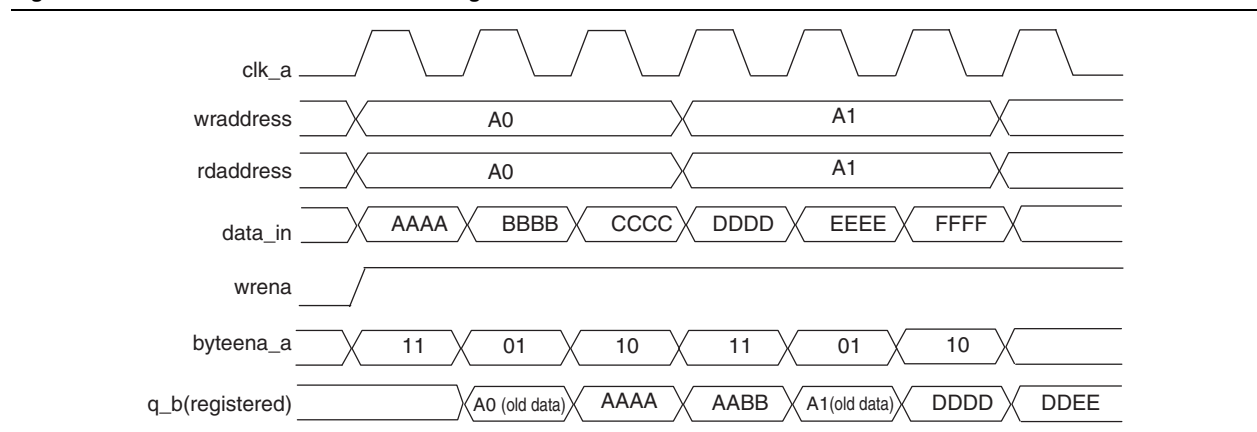 clk_a
wraddress A0 A1
rdaddress A0 A1
data_in AAAA BBBB CCCC DDDD EEEE FFFF
wrena
byteena_a 11 01 10 11 01 10
q_b(registered) A0 (old data) AAAA AABB A1(old data) DDDD DDEE